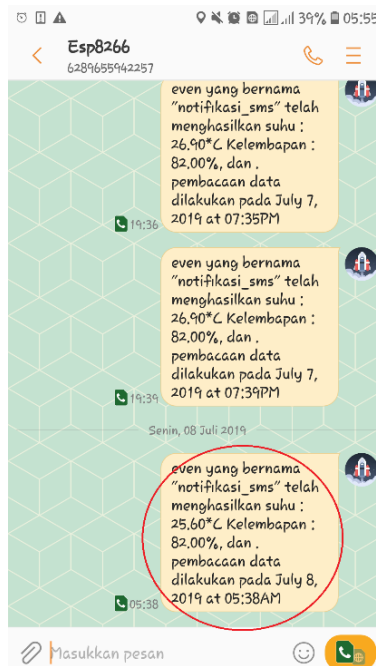 39% 05:55
Esp8266
6289655942257
even yang bernama
"notifikasi_sms" telah
menghasilkan suhu :
26.90*C Kelembapan :
82.00%, dan .
pembacaan data
dilakukan pada July 7,
2019 at 07:35PM
19:36
even yang bernama
"notifikasi_sms" telah
menghasilkan suhu :
26.90*C Kelembapan :
82.00%, dan .
pembacaan data
dilakukan pada July 7,
2019 at 07:39PM
19:39
Senin, 08 Juli 2019
even yang bernama
"notifikasi_sms" telah
menghasilkan suhu :
25.60*C Kelembapan :
82.00%, dan .
pembacaan data
dilakukan pada July 8,
2019 at 05:38AM
05:38
Masukkan pesan